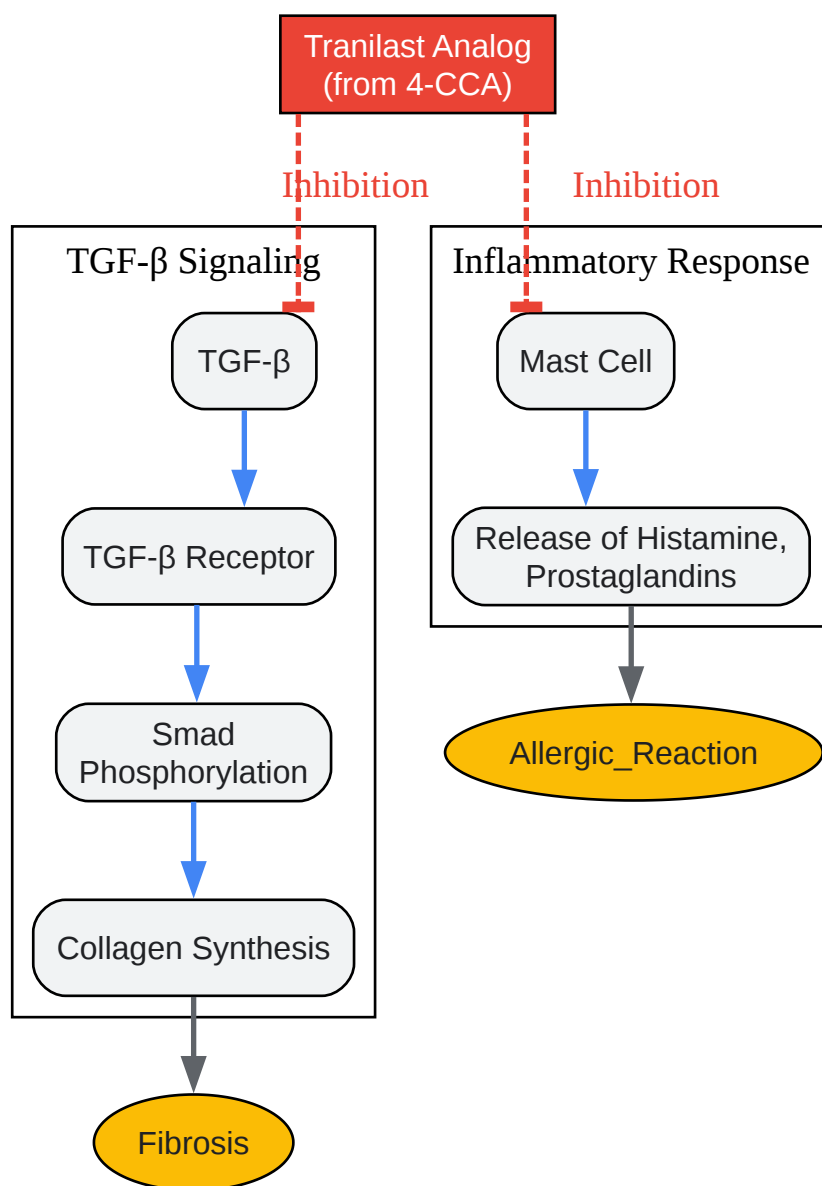 Tranilast Analog
(from 4-CCA)
Inhibition
Inhibition
TGF-β Signaling
TGF-β
TGF-β Receptor
Smad
Phosphorylation
Collagen Synthesis
Fibrosis
Inflammatory Response
Mast Cell
Release of Histamine,
Prostaglandins
Allergic_Reaction